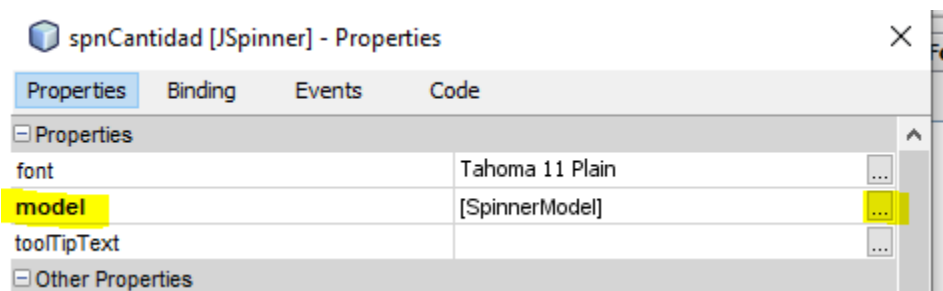 spnCantidad [JSpinner] - Properties
Properties Binding Events Code
Properties
font Tahoma 11 Plain ...
model [SpinnerModel] ...
toolTipText ...
Other Properties